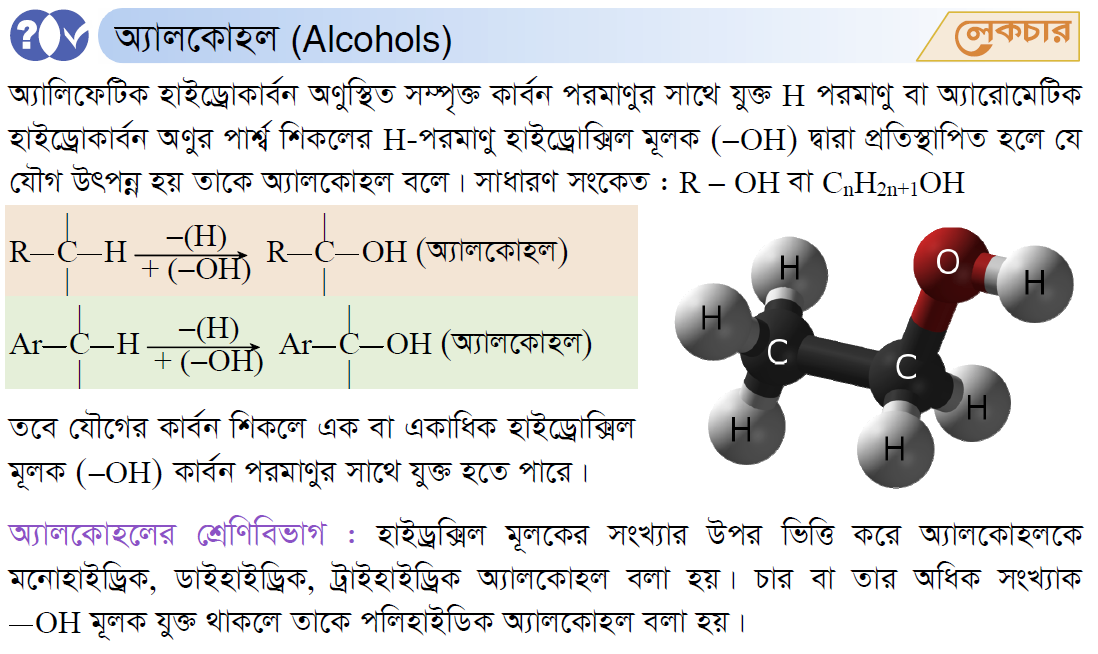 অ্যালকোহল (Alcohols)
লেকচার
অ্যালিফেটিক হাইড্রোকার্বন অণুস্থিত সম্পৃক্ত কার্বন পরমাণুর সাথে যুক্ত H পরমাণু বা অ্যারোমেটিক
হাইড্রোকার্বন অণুর পার্শ্ব শিকলের H-পরমাণু হাইড্রোক্সিল মূলক (–OH) দ্বারা প্রতিস্থাপিত হলে যে
যৌগ উৎপন্ন হয় তাকে অ্যালকোহল বলে। সাধারণ সংকেত : R – OH বা CₙH₂ₙ₊₁OH
R—C—H –(H) + (–OH) R—C—OH (অ্যালকোহল)
Ar—C—H –(H) + (–OH) Ar—C—OH (অ্যালকোহল)
H
O
H
H
C
C
H
H
H
তবে যৌগের কার্বন শিকলে এক বা একাধিক হাইড্রোক্সিল
মূলক (–OH) কার্বন পরমাণুর সাথে যুক্ত হতে পারে।
অ্যালকোহলের শ্রেণিবিভাগ : হাইড্রক্সিল মূলকের সংখ্যার উপর ভিত্তি করে অ্যালকোহলকে
মনোহাইড্রিক, ডাইহাইড্রিক, ট্রাইহাইড্রিক অ্যালকোহল বলা হয়। চার বা তার অধিক সংখ্যাক
—OH মূলক যুক্ত থাকলে তাকে পলিহাইডিক অ্যালকোহল বলা হয়।